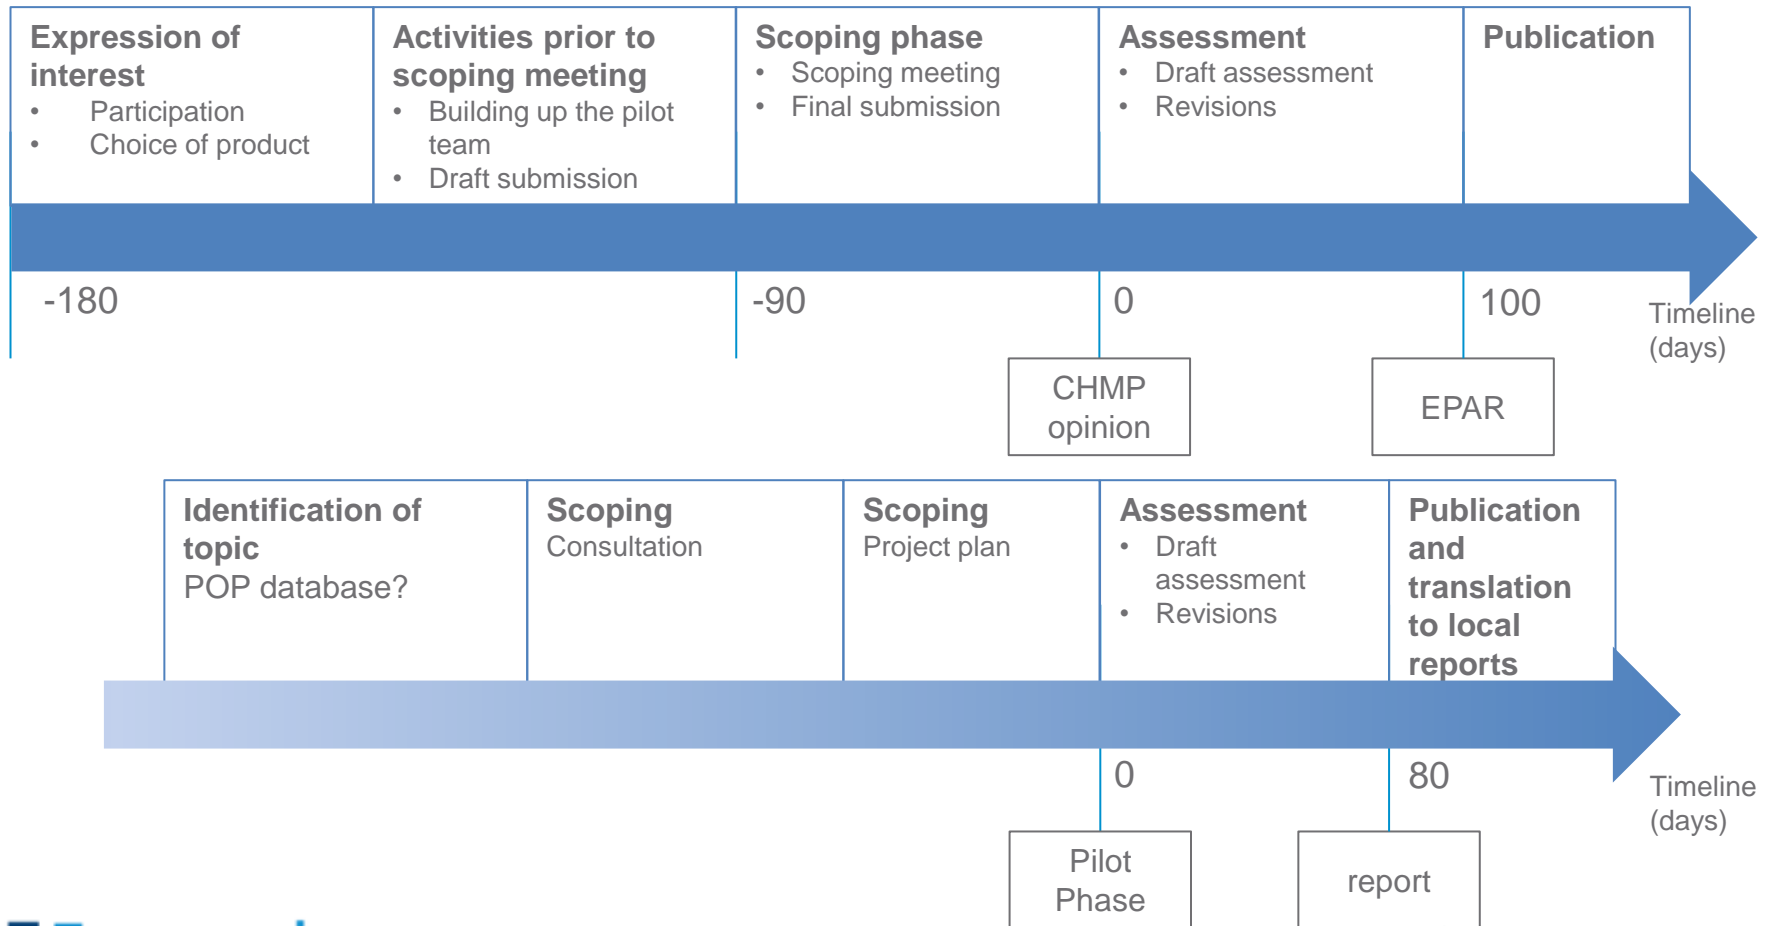 Expression of
interest
• Participation
• Choice of product
Activities prior to
scoping meeting
• Building up the pilot
team
• Draft submission
Scoping phase
• Scoping meeting
• Final submission
Assessment
• Draft assessment
• Revisions
Publication
-180
-90
0
100
Timeline
(days)
CHMP
opinion
EPAR
Identification of
topic
POP database?
Scoping
Consultation
Scoping
Project plan
Assessment
• Draft
assessment
• Revisions
Publication
and
translation
to local
reports
0
80
Timeline
(days)
Pilot
Phase
report